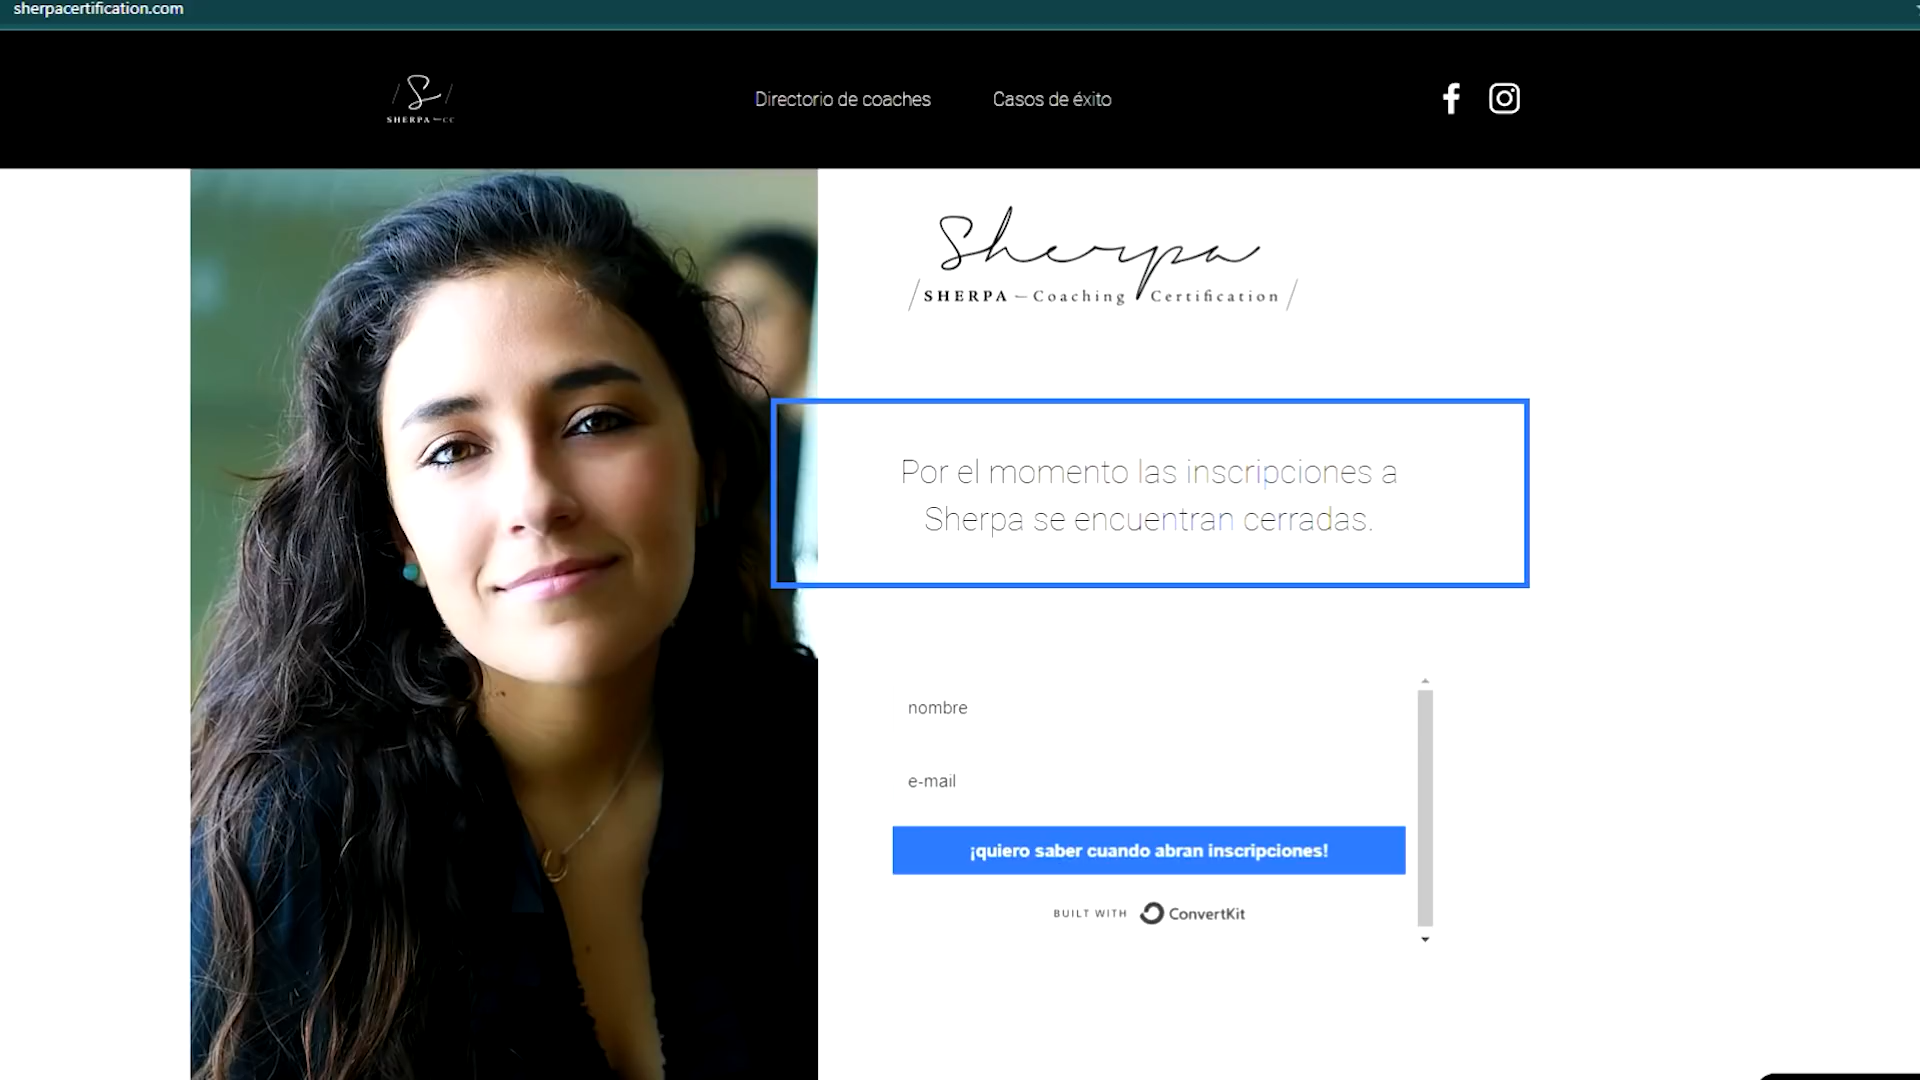 sherpacertification.com
S
SHERPA — CC
Directorio de coaches
Casos de éxito
Sherpa
SHERPA — Coaching Certification
Por el momento las inscripciones a
Sherpa se encuentran cerradas.
nombre
e-mail
¡quiero saber cuando abran inscripciones!
BUILT WITH ConvertKit